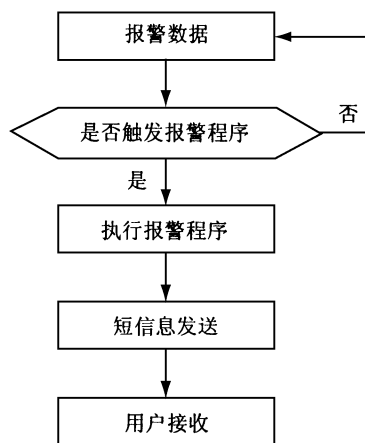 报警数据
是否触发报警程序
否
是
执行报警程序
短信息发送
用户接收